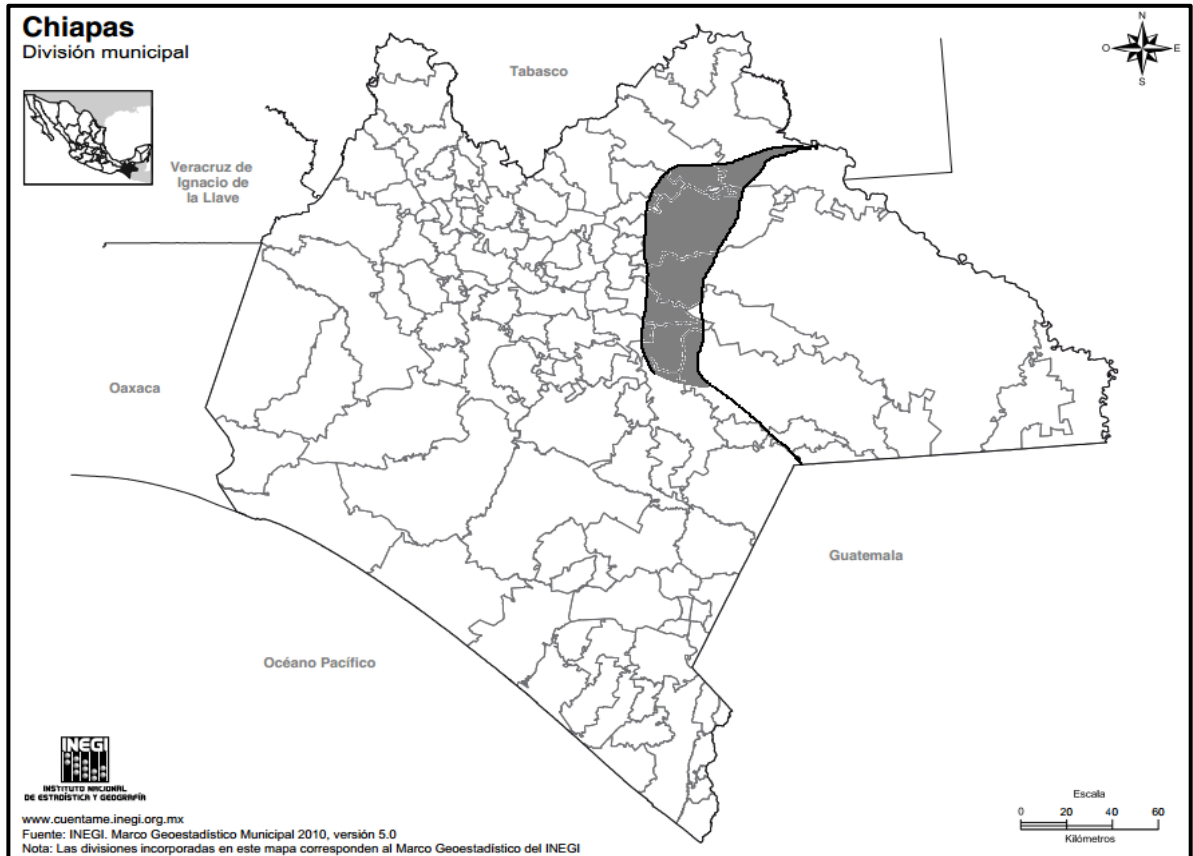 Chiapas
División municipal
N
O
E
S
Tabasco
Veracruz de
Ignacio de
la Llave
Oaxaca
Guatemala
Océano Pacífico
INEGI
INSTITUTO NACIONAL
DE ESTADÍSTICA Y GEOGRAFÍA
Escala
0 20 40 60
Kilómetros
www.cuentame.inegi.org.mx
Fuente: INEGI. Marco Geoestadístico Municipal 2010, versión 5.0
Nota: Las divisiones incorporadas en este mapa corresponden al Marco Geoestadístico del INEGI